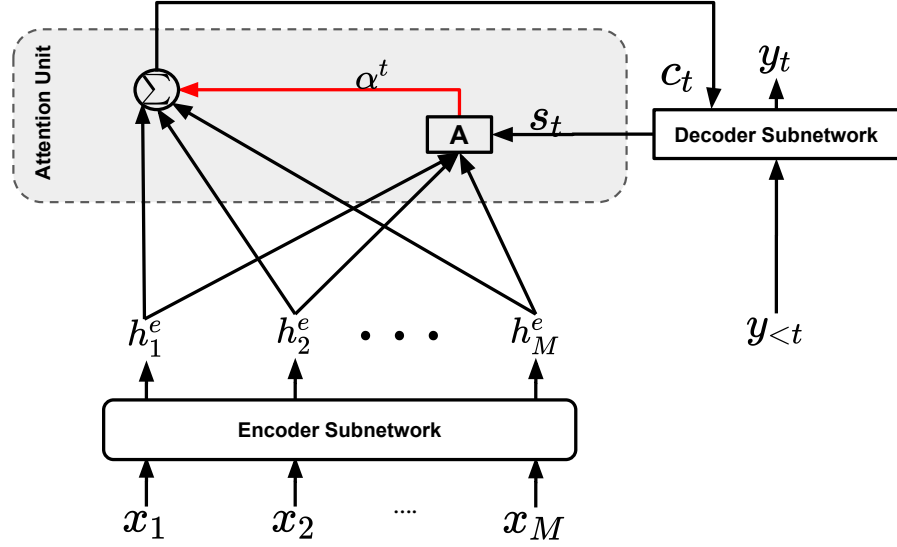 Attention Unit
∑
α^t
A
s_t
c_t
y_t
Decoder Subnetwork
h_1^e
h_2^e
• • •
h_M^e
y_{<t}
Encoder Subnetwork
x_1
x_2
....
x_M